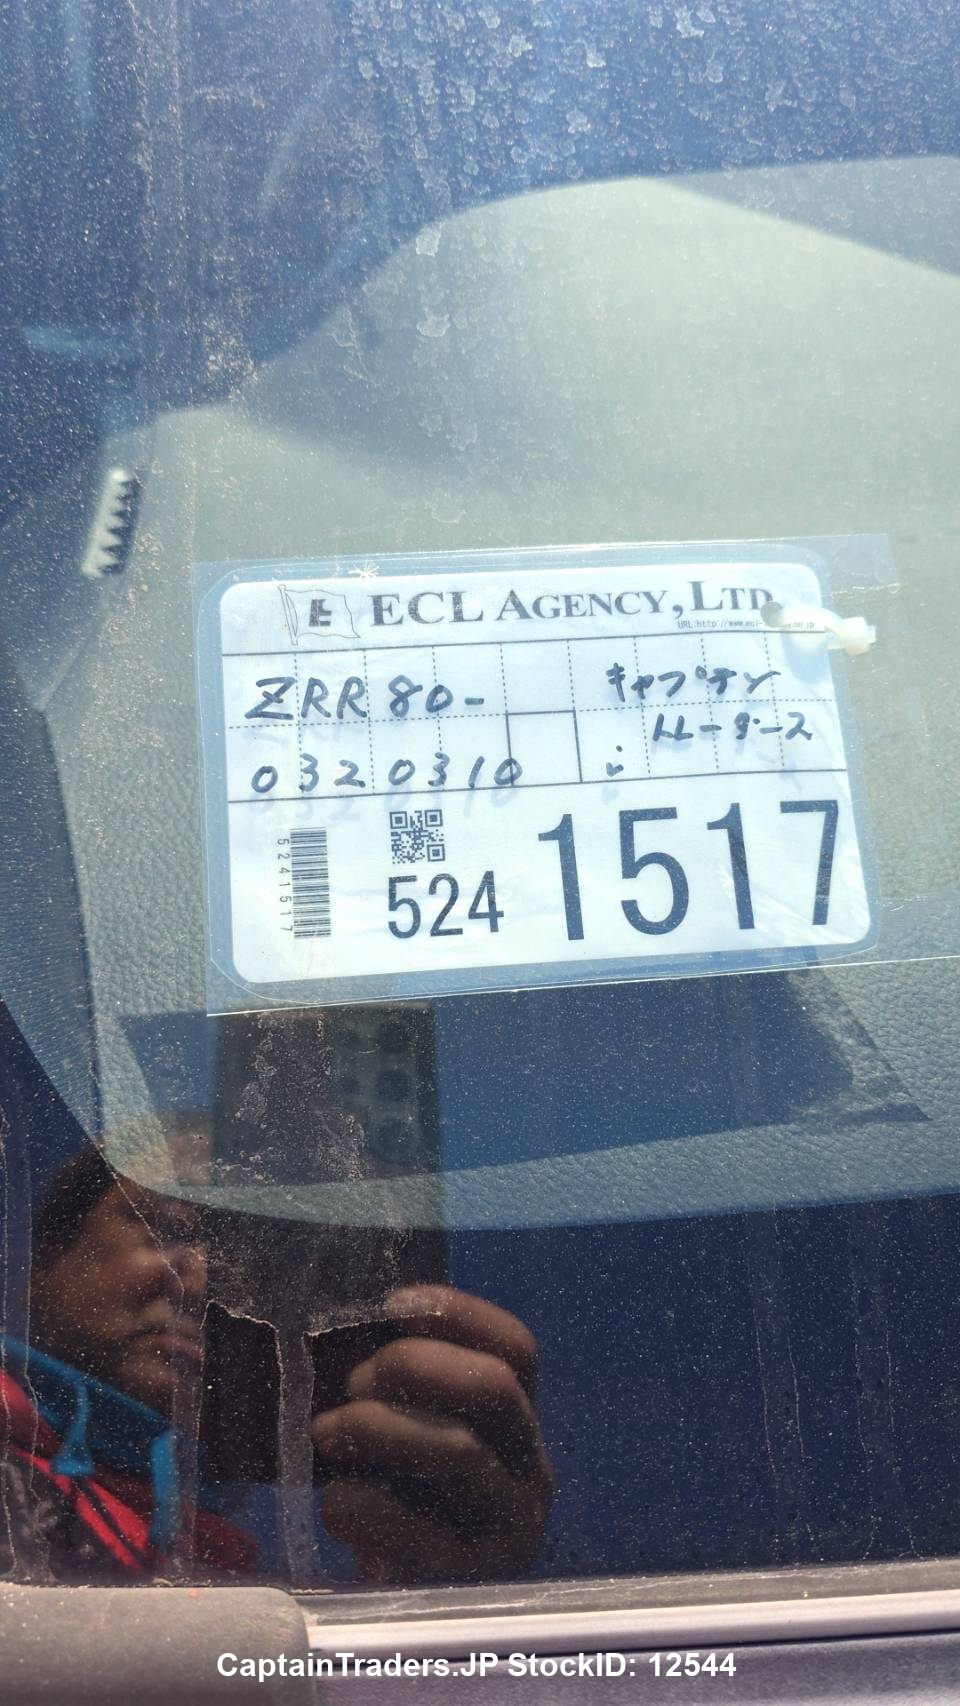 E ECL AGENCY, LTD.
ZRR80-
キャプテン
トレーダース
0320310
5241517
524 1517
CaptainTraders.JP StockID: 12544